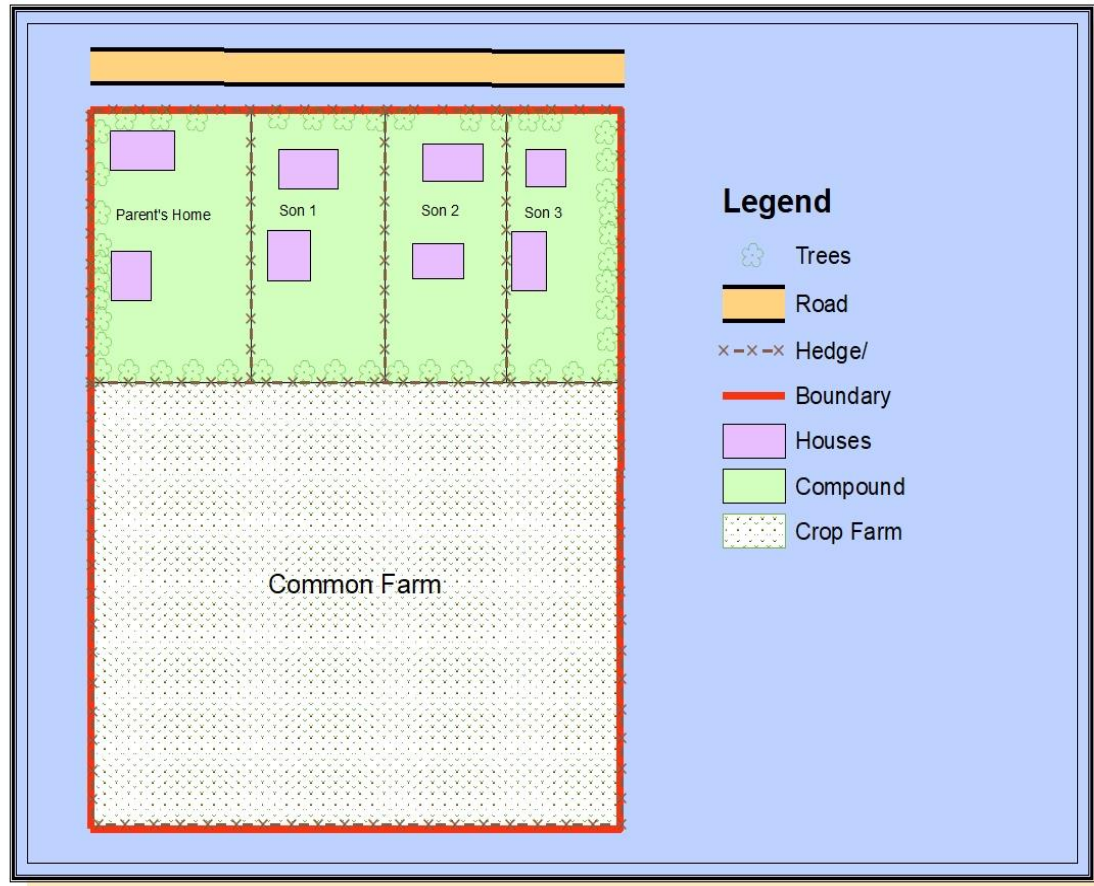 Parent's Home
Son 1
Son 2
Son 3
Common Farm
Legend
Trees
Road
Hedge/
Boundary
Houses
Compound
Crop Farm